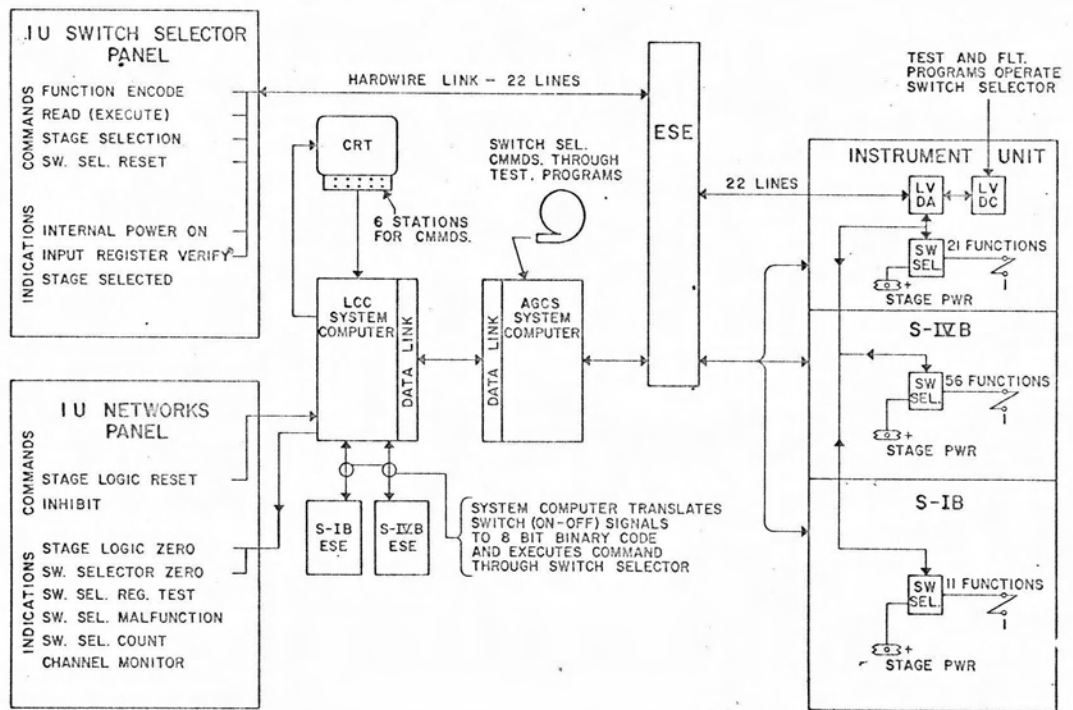 IU SWITCH SELECTOR
PANEL
COMMANDS
FUNCTION ENCODE
READ (EXECUTE)
STAGE SELECTION
SW. SEL. RESET
INDICATIONS
INTERNAL POWER ON
INPUT REGISTER VERIFY
STAGE SELECTED
HARDWIRE LINK - 22 LINES
CRT
6 STATIONS
FOR CMMDS.
SWITCH SEL.
CMMDS. THROUGH
TEST. PROGRAMS
LCC
SYSTEM
COMPUTER
DATA LINK
DATA LINK
AGCS
SYSTEM
COMPUTER
ESE
22 LINES
TEST AND FLT.
PROGRAMS OPERATE
SWITCH SELECTOR
INSTRUMENT UNIT
LV
DA
LV
DC
SW
SEL.
21 FUNCTIONS
+
STAGE PWR
S-IVB
SW
SEL.
56 FUNCTIONS
+
STAGE PWR
S-IB
SW
SEL.
11 FUNCTIONS
+
STAGE PWR
IU NETWORKS
PANEL
COMMANDS
STAGE LOGIC RESET
INHIBIT
INDICATIONS
STAGE LOGIC ZERO
SW. SELECTOR ZERO
SW. SEL. REG. TEST
SW. SEL. MALFUNCTION
SW. SEL. COUNT
CHANNEL MONITOR
S-IB
ESE
S-IVB
ESE
SYSTEM COMPUTER TRANSLATES
SWITCH (ON-OFF) SIGNALS
TO 8 BIT BINARY CODE
AND EXECUTES COMMAND
THROUGH SWITCH SELECTOR